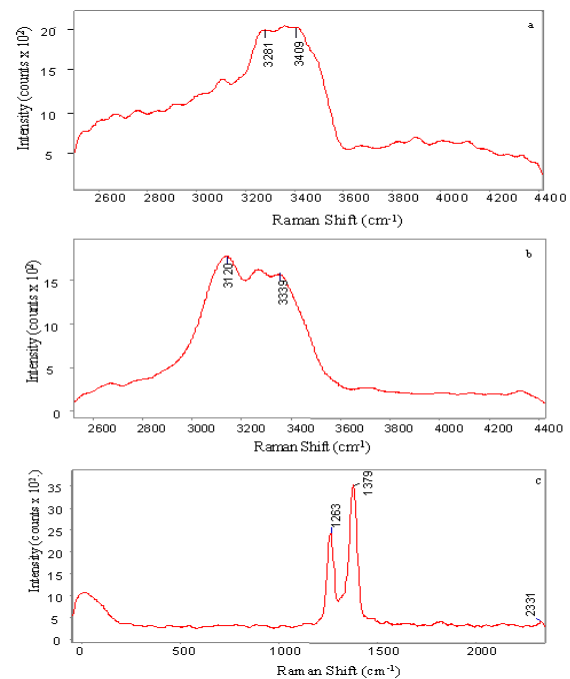 a
Intensity (counts x 10²)
20
15
10
5
3281
3409
2600 2800 3000 3200 3400 3600 3800 4000 4200 4400
Raman Shift (cm-1)
b
Intensity (counts x 10²)
15
10
5
0
3120
3339
2600 2800 3000 3200 3400 3600 3800 4000 4200 4400
Raman Shift (cm¹)
c
Intensity (counts x 10².)
35
30
25
20
15
10
5
0
1263
1379
2331
0 500 1000 1500 2000
Raman Shift (cm-¹)